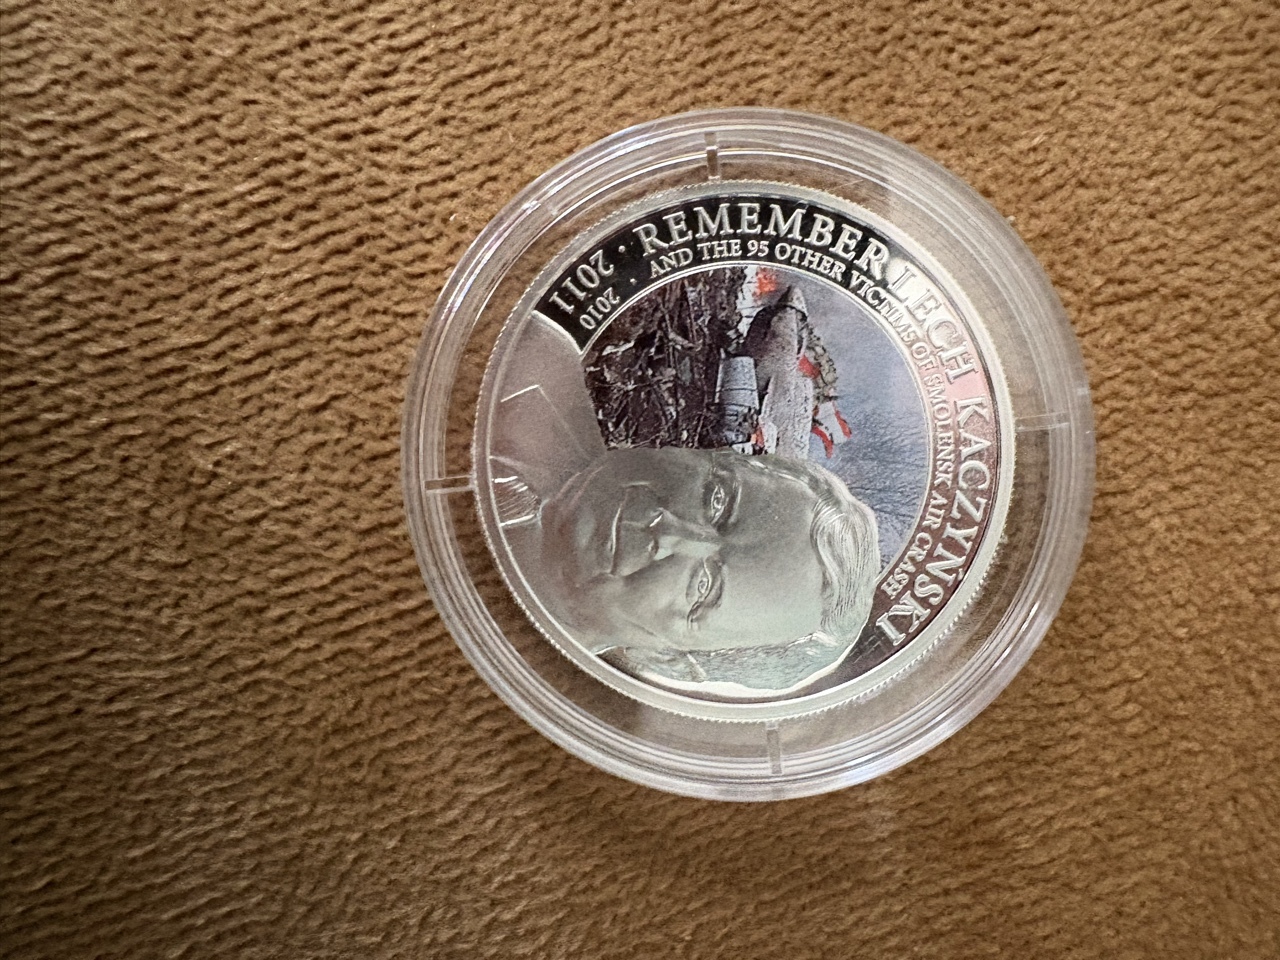 2011 · REMEMBER LECH KACZYŃSKI
2010 · AND THE 95 OTHER VICTIMS OF SMOLENSK AIR CRASH